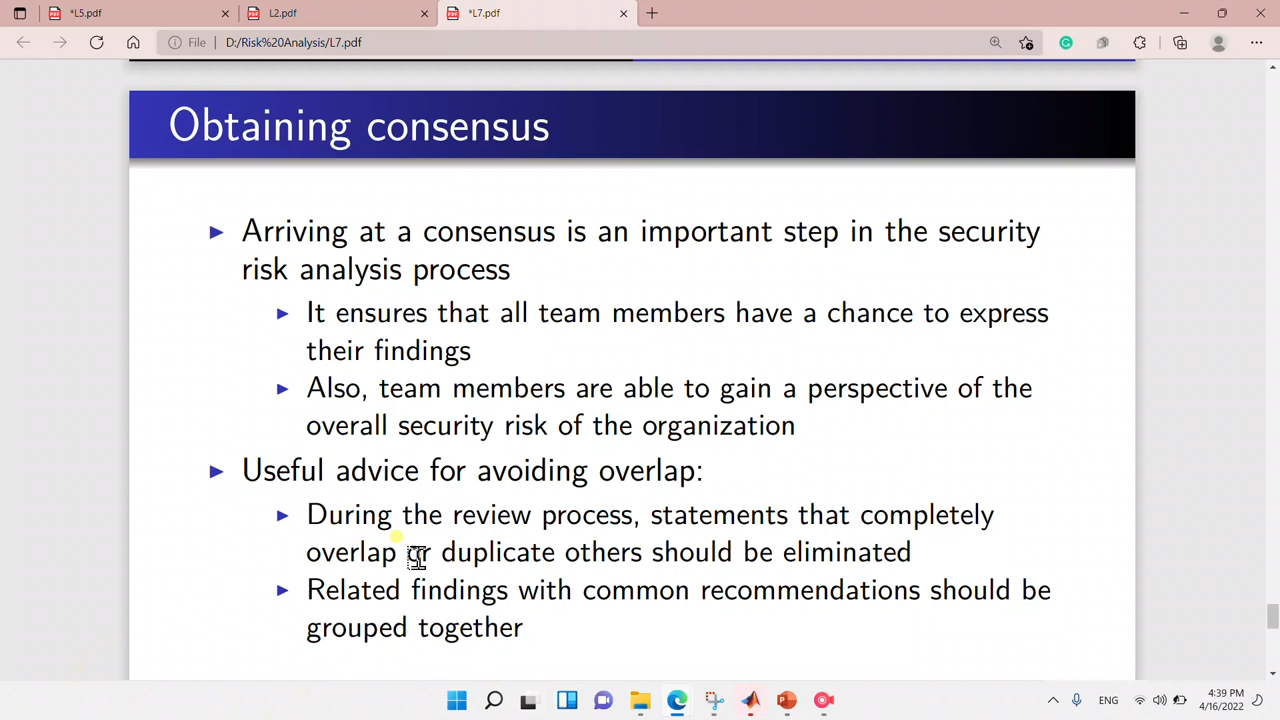 *L5.pdf
L2.pdf
*L7.pdf
File
D:/Risk%20Analysis/L7.pdf
Obtaining consensus
Arriving at a consensus is an important step in the security
risk analysis process
It ensures that all team members have a chance to express
their findings
Also, team members are able to gain a perspective of the
overall security risk of the organization
Useful advice for avoiding overlap:
During the review process, statements that completely
overlap or duplicate others should be eliminated
Related findings with common recommendations should be
grouped together
ENG
4:39 PM
4/16/2022